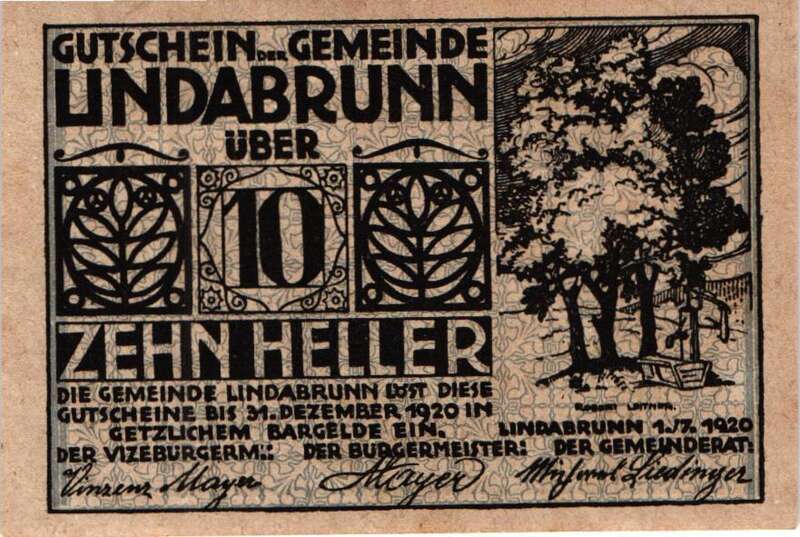 GUTSCHEIN DER GEMEINDE
LINDABRUNN
ÜBER
10
ZEHN HELLER
DIE GEMEINDE LINDABRUNN LÖST DIESE
GUTSCHEINE BIS 31. DEZEMBER 1920 IN
GETZLICHEM BARGELDE EIN.
ROBERT LEITNER.
LINDABRUNN 1./7. 1920
DER VIZEBÜRGERM.: DER BÜRGERMEISTER: DER GEMEINDERAT:
Vinzenz Mayer Mayer Liedinger